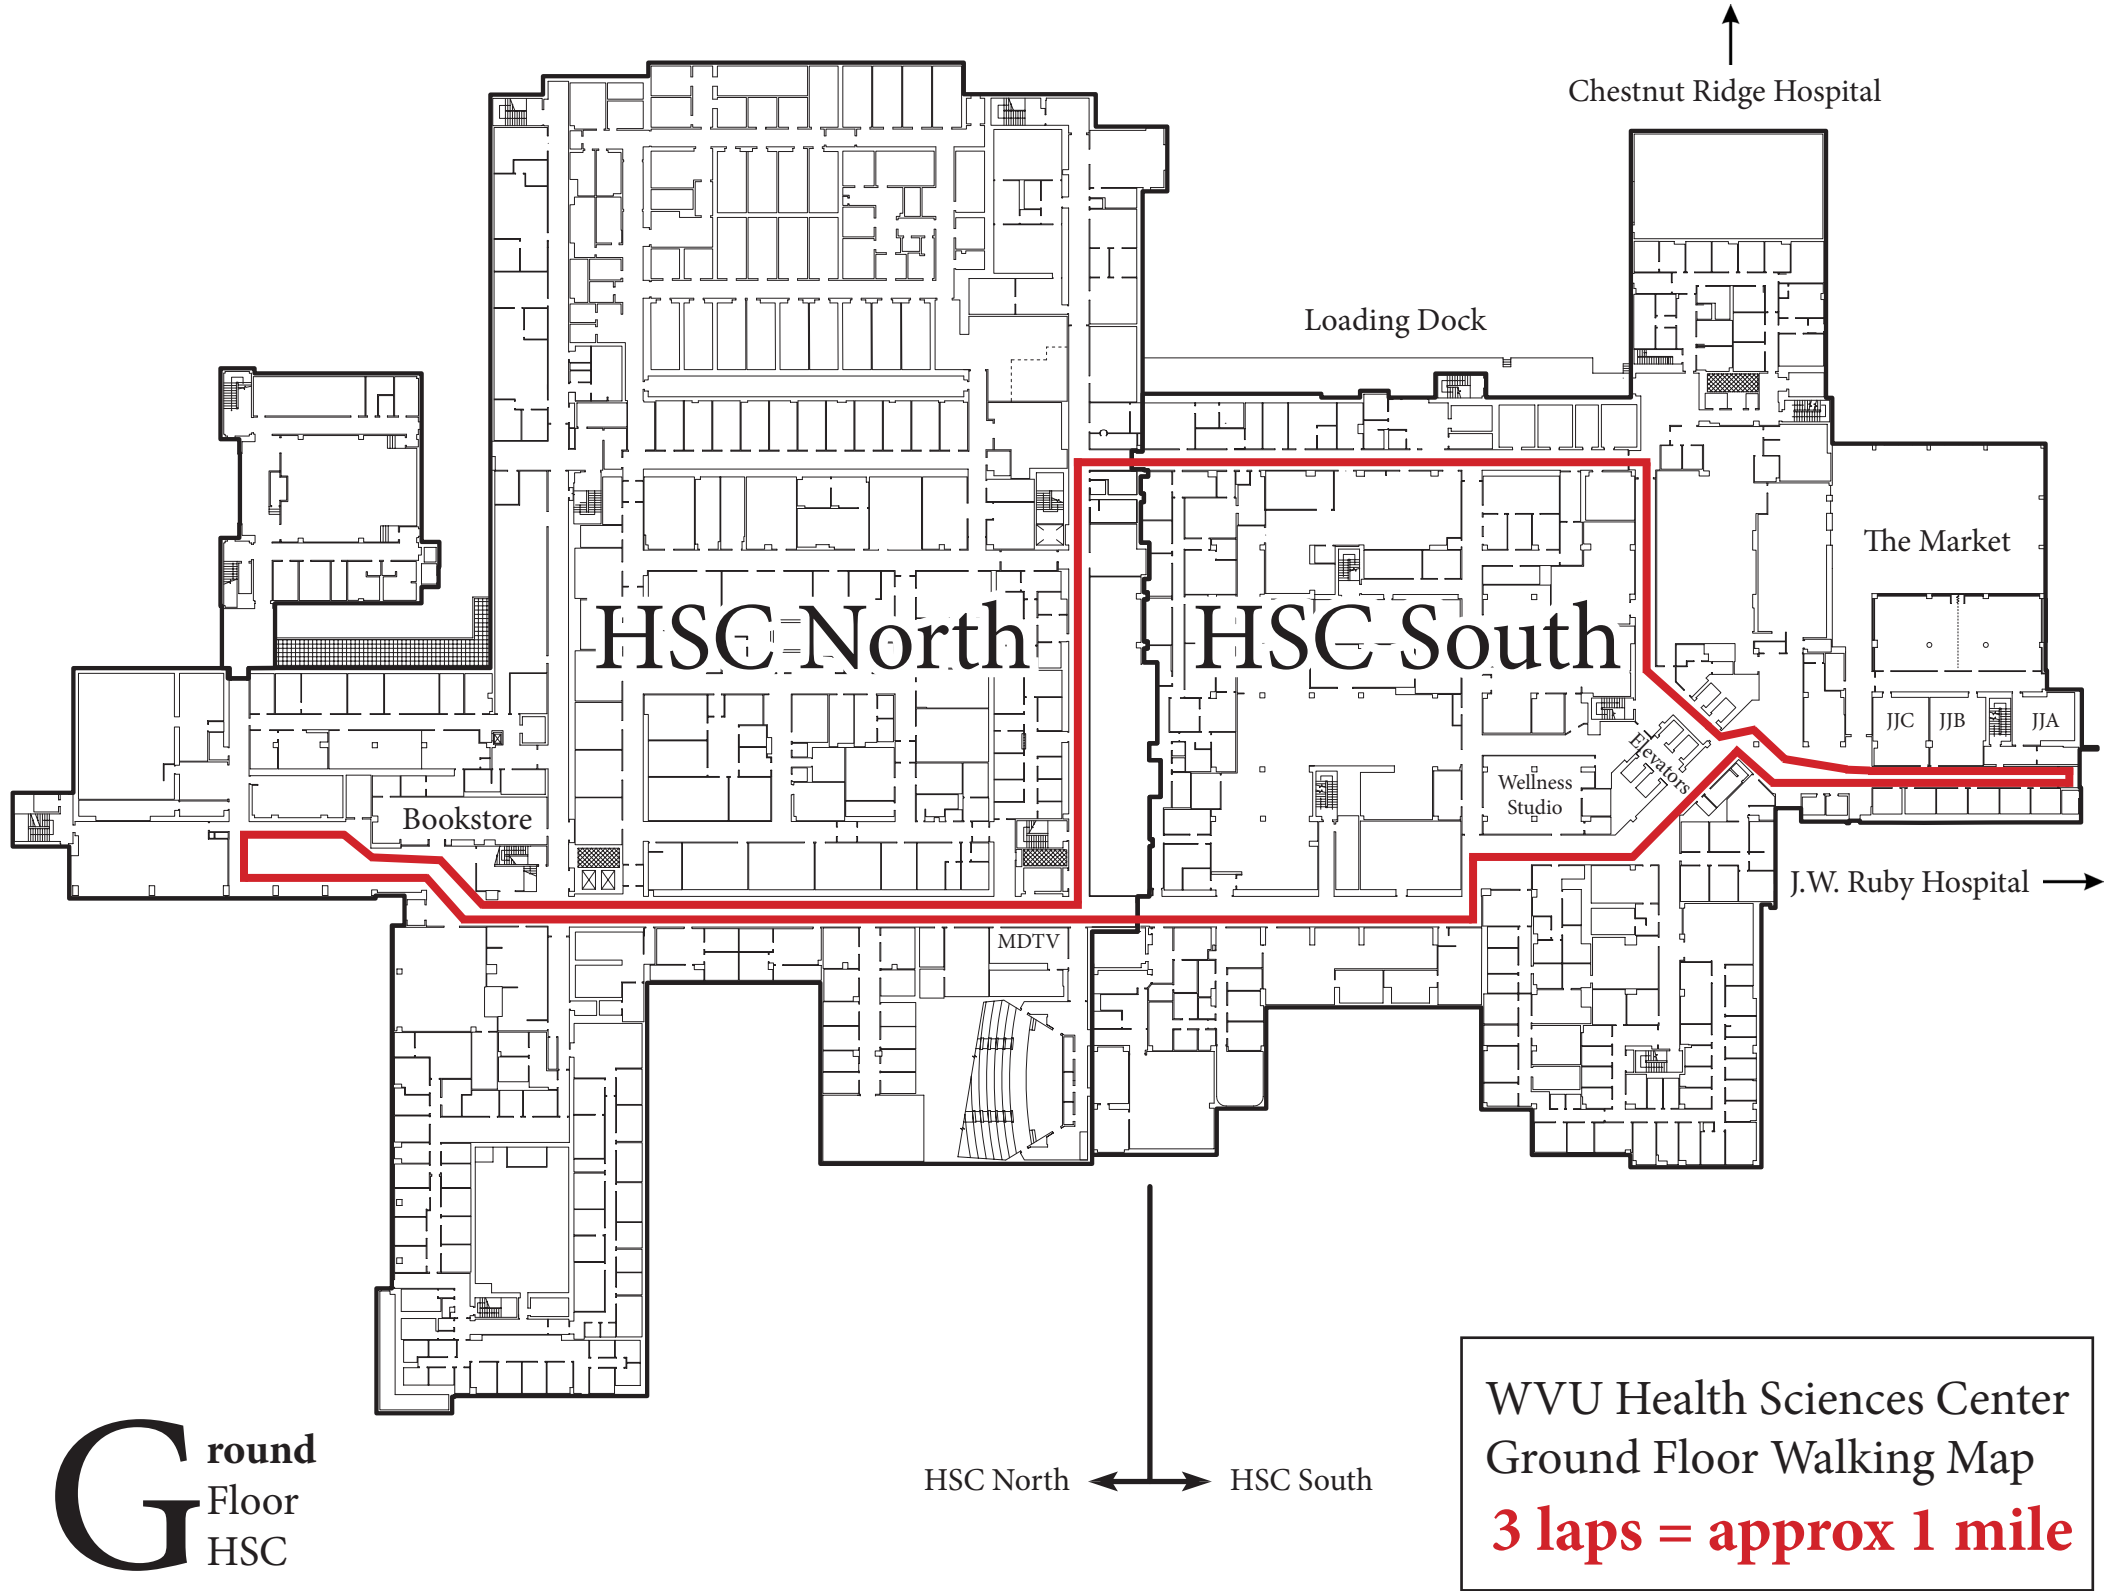 Chestnut Ridge Hospital
Loading Dock
The Market
HSC North
HSC South
JJC
JJB
JJA
Elevators
Wellness
Studio
Bookstore
J.W. Ruby Hospital
MDTV
HSC North
HSC South
Ground
Floor
HSC
WVU Health Sciences Center
Ground Floor Walking Map
3 laps = approx 1 mile